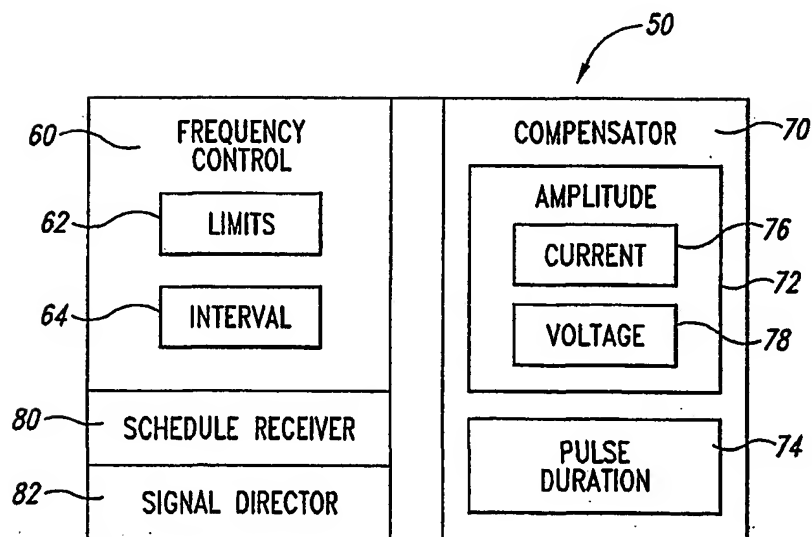 50
60
FREQUENCY
CONTROL
62
LIMITS
64
INTERVAL
80
SCHEDULE RECEIVER
82
SIGNAL DIRECTOR
COMPENSATOR
70
AMPLITUDE
CURRENT
76
72
VOLTAGE
78
PULSE
DURATION
74